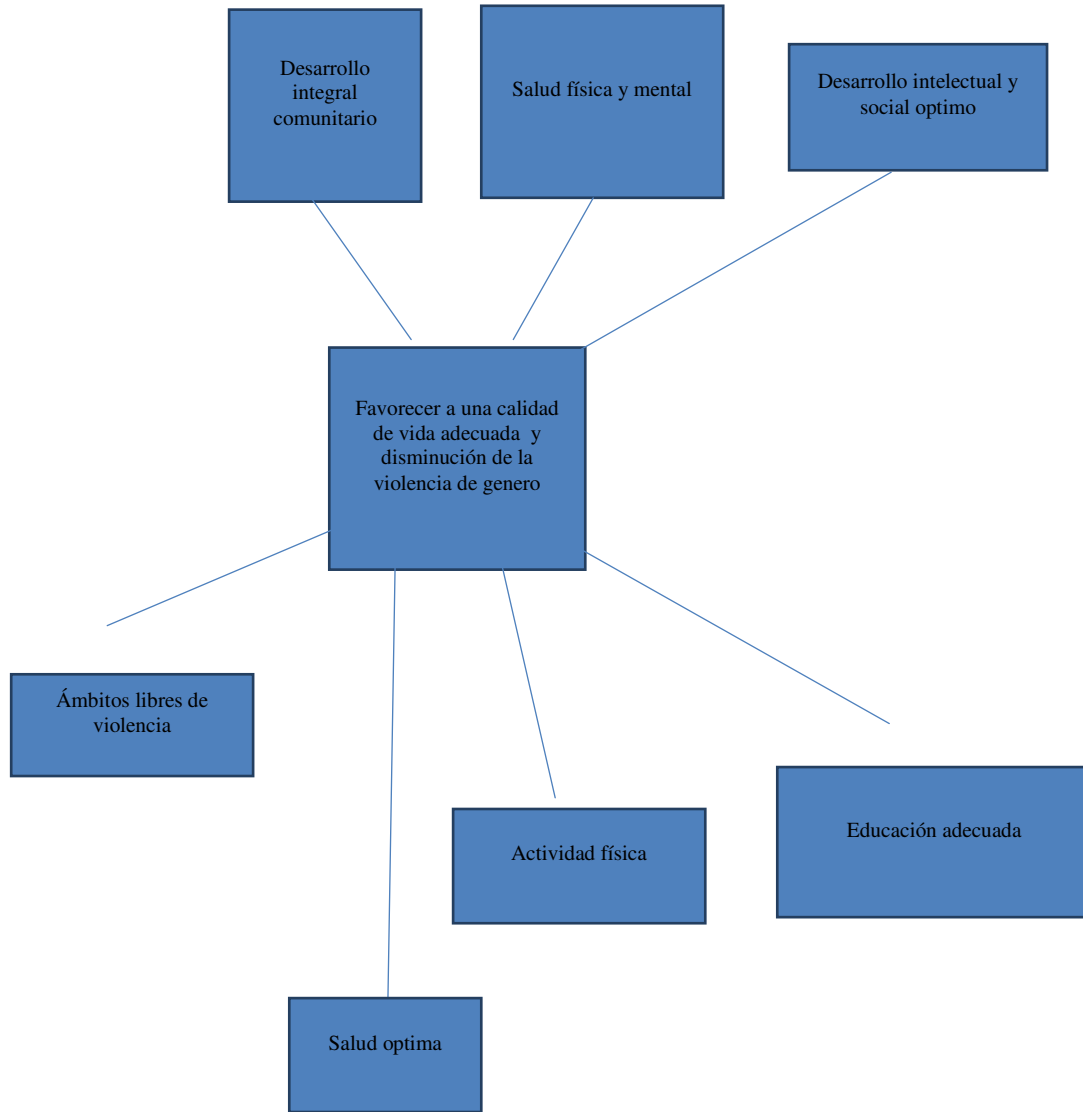 Desarrollo
integral
comunitario
Salud física y mental
Desarrollo intelectual y
social optimo
Favorecer a una calidad
de vida adecuada  y
disminución de la
violencia de genero
Ámbitos libres de
violencia
Actividad física
Educación adecuada
Salud optima